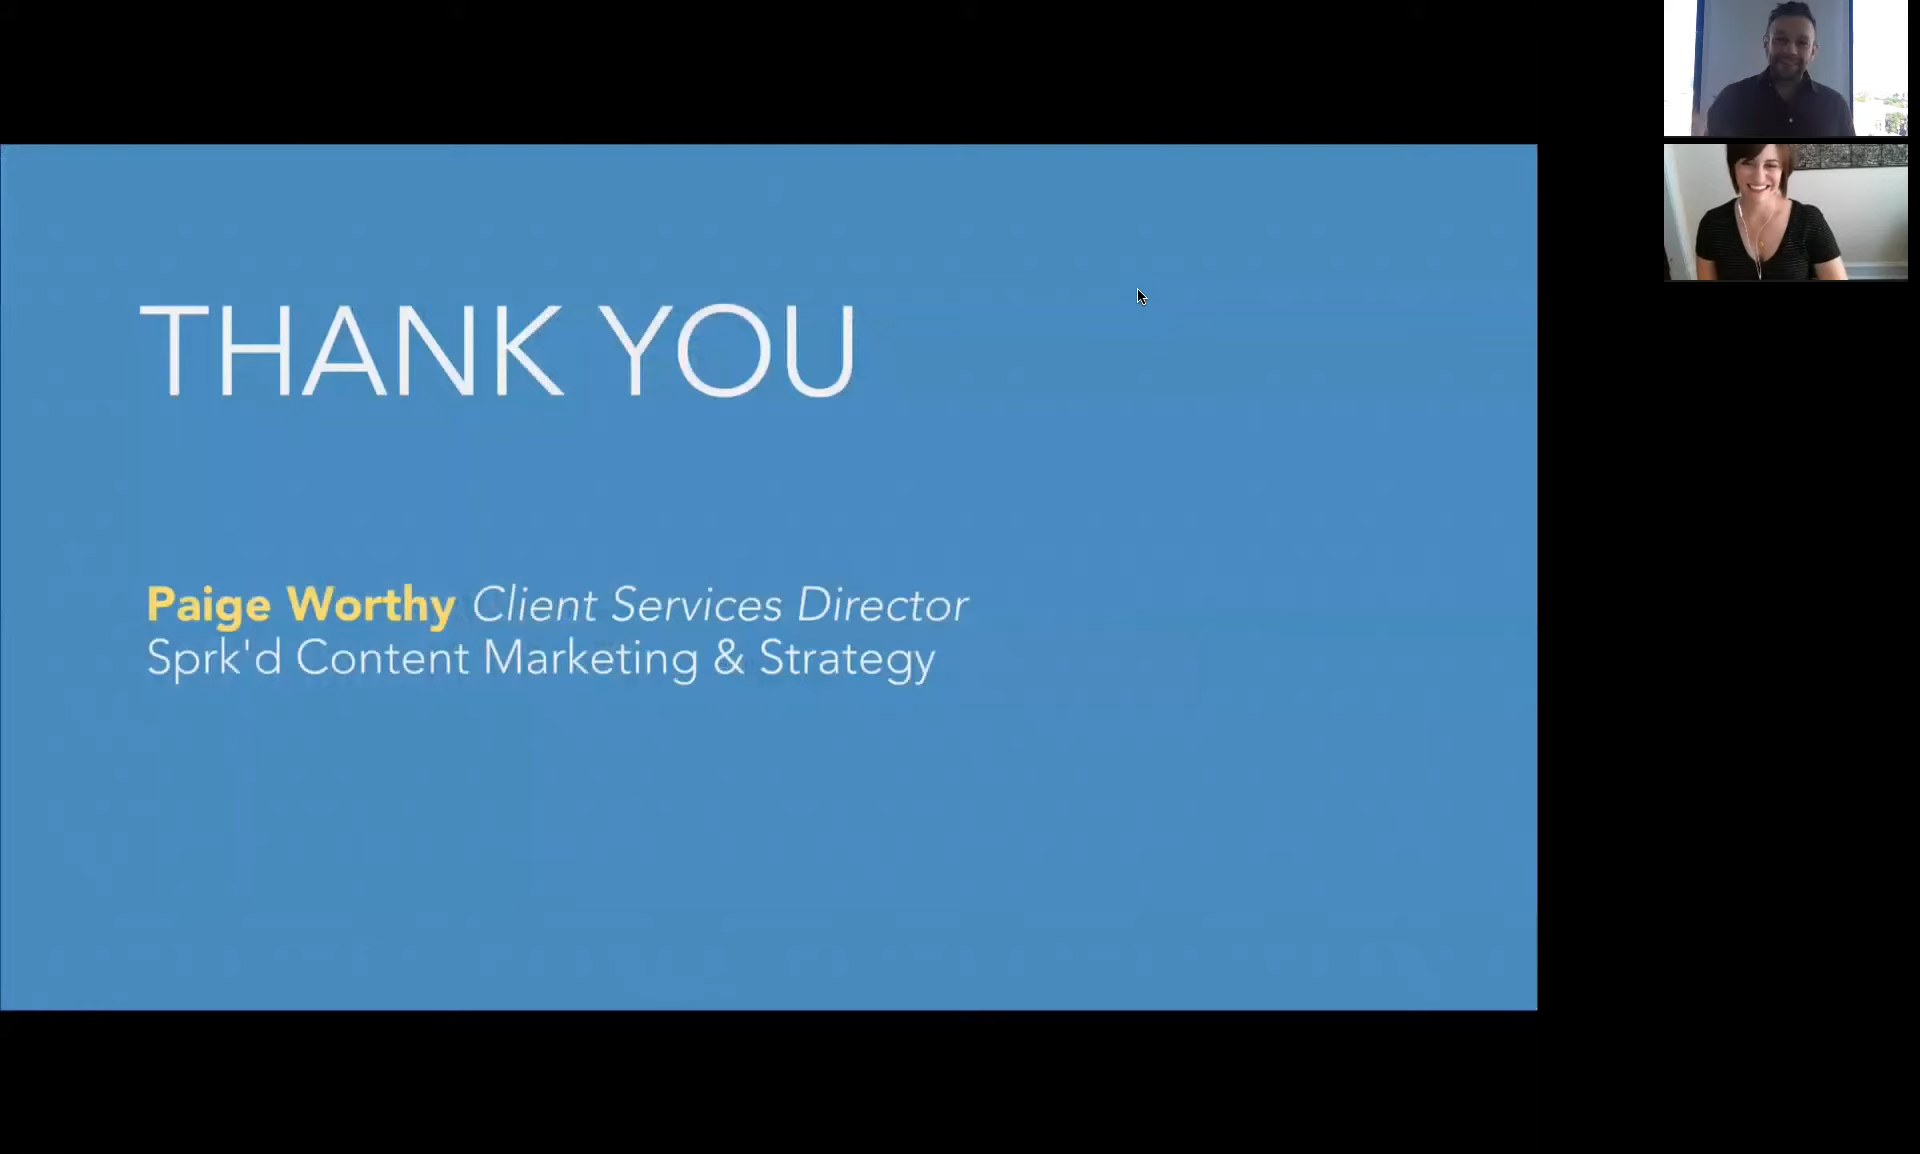 THANK YOU
Paige Worthy Client Services Director
Sprk'd Content Marketing & Strategy